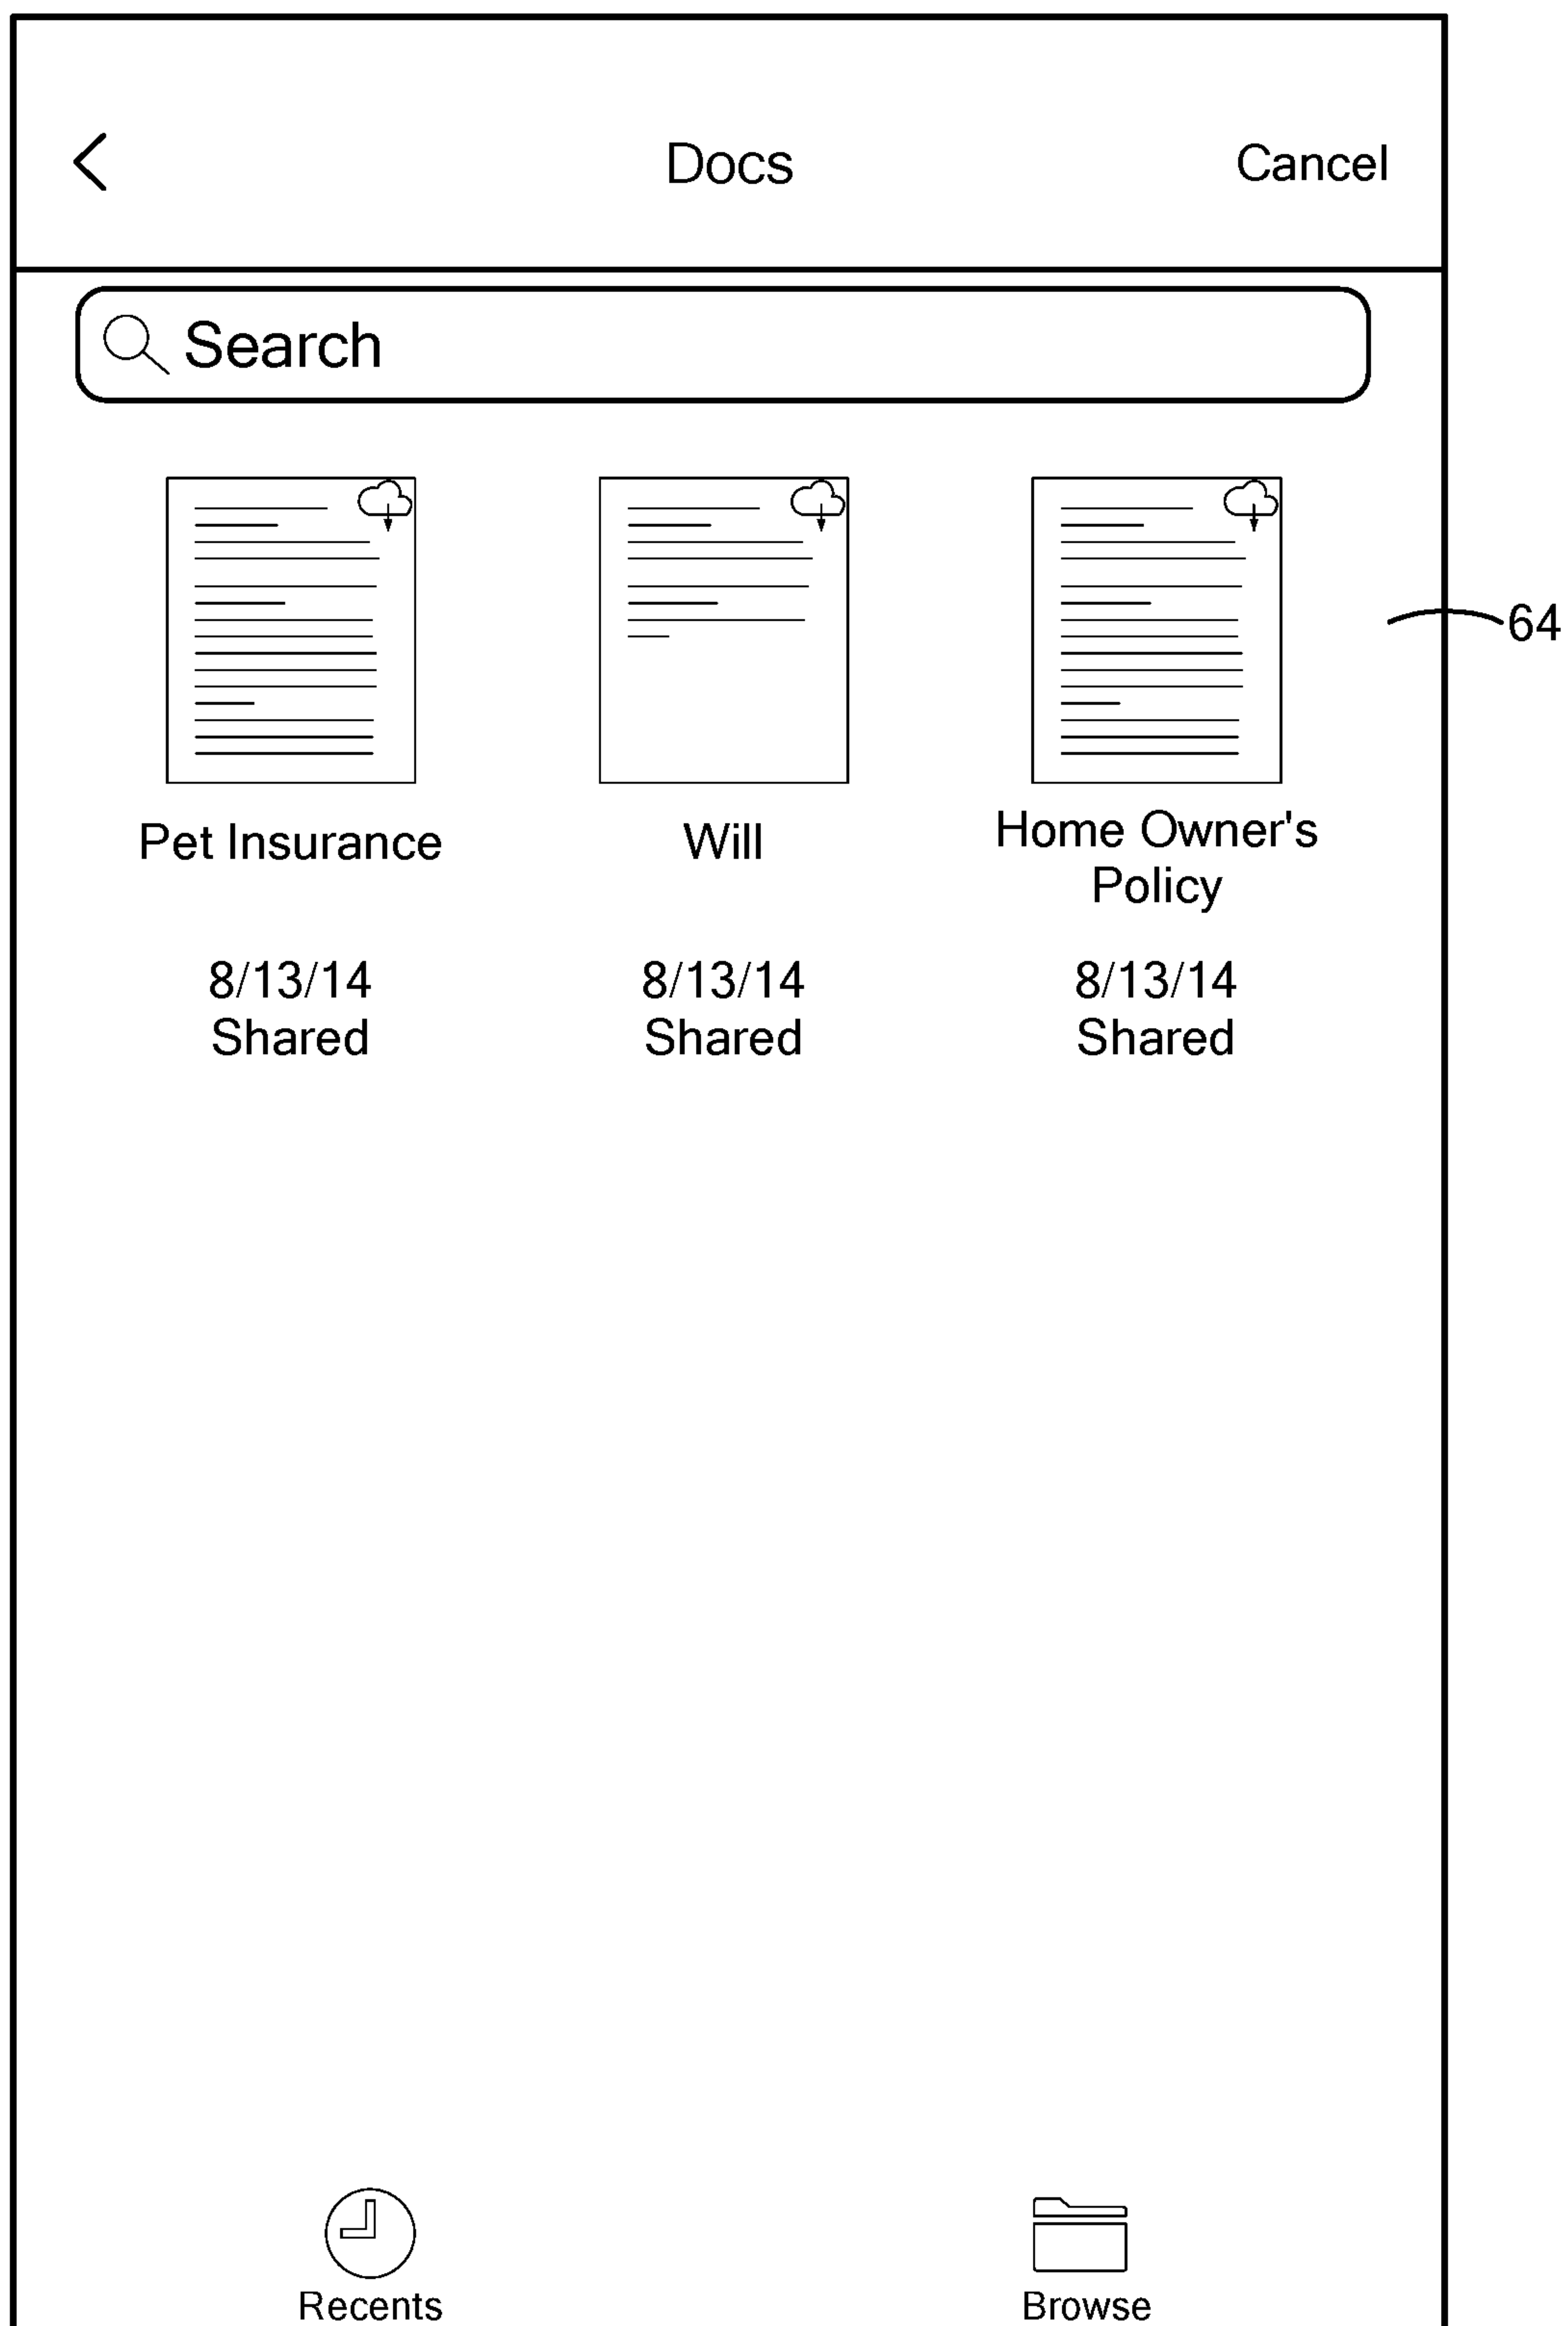 Docs
Cancel
Search
64
Pet Insurance
Will
Home Owner's
Policy
8/13/14
Shared
8/13/14
Shared
8/13/14
Shared
Recents
Browse